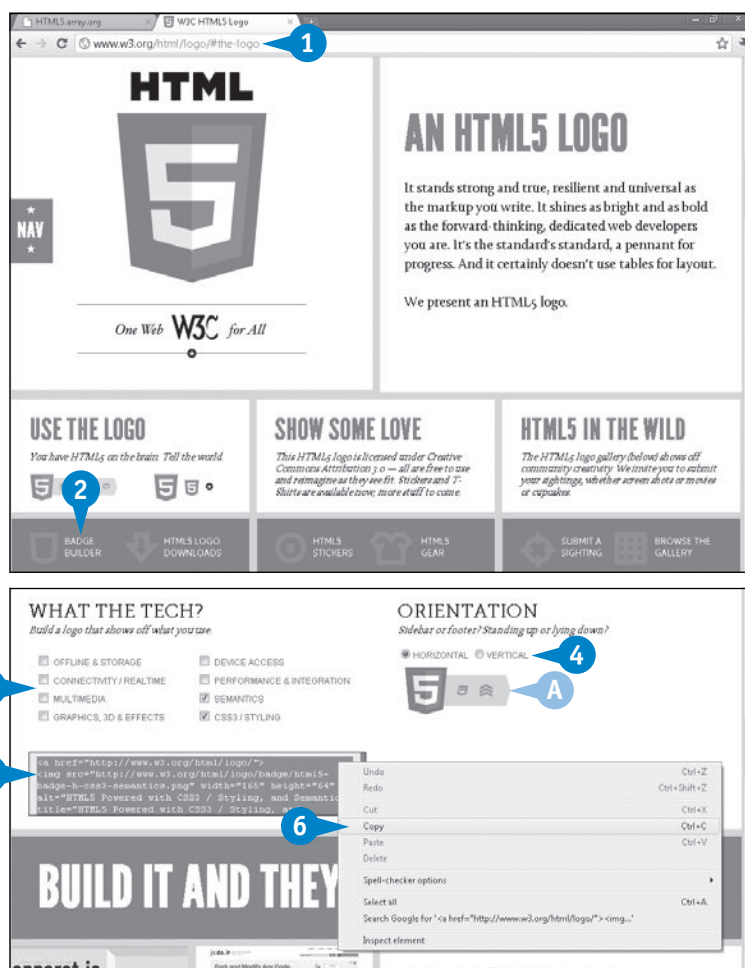 HTML5.array.org
W3C HTML5 Logo
www.w3.org/html/logo/#the-logo
1
HTML
5
NAV
One Web W3C for All
AN HTML5 LOGO
It stands strong and true, resilient and universal as
the markup you write. It shines as bright and as bold
as the forward-thinking, dedicated web developers
you are. It's the standard's standard, a pennant for
progress. And it certainly doesn't use tables for layout.
We present an HTML5 logo.
USE THE LOGO
You have HTML5 on the brain. Tell the world.
5
5
5
2
BADGE
BUILDER
HTML5 LOGO
DOWNLOADS
SHOW SOME LOVE
This HTML5 logo is licensed under Creative
Commons Attribution 3.0 — all are free to use
and reimagine as they see fit. Stickers and T-
Shirts are available now, more stuff to come.
HTML5
STICKERS
HTML5
GEAR
HTML5 IN THE WILD
The HTML5 logo gallery (below) shows off
community creativity. We invite you to submit
your sightings, whether screen shots or movies
or cupcakes.
SUBMIT A
SIGHTING
BROWSE THE
GALLERY
WHAT THE TECH?
Build a logo that shows off what you use.
OFFLINE & STORAGE
CONNECTIVITY / REALTIME
MULTIMEDIA
GRAPHICS, 3D & EFFECTS
DEVICE ACCESS
PERFORMANCE & INTEGRATION
SEMANTICS
CSS3 / STYLING
ORIENTATION
Sidebar or footer? Standing up or lying down?
HORIZONTAL VERTICAL
4
5
A
<a href="http://www.w3.org/html/logo/">
<img src="http://www.w3.org/html/logo/badge/html5-
badge-h-css3-semantics.png" width="165" height="64"
alt="HTML5 Powered with CSS3 / Styling, and Semantic
title="HTML5 Powered with CSS3 / Styling,
6
Undo Ctrl+Z
Redo Ctrl+Shift+Z
Cut Ctrl+X
Copy Ctrl+C
Paste Ctrl+V
Delete
Spell-checker options
Select all Ctrl+A
Search Google for '<a href="http://www.w3.org/html/logo/"> <img...'
Inspect element
BUILD IT AND THEY
jsdo.it
Fork and Modify Any Code